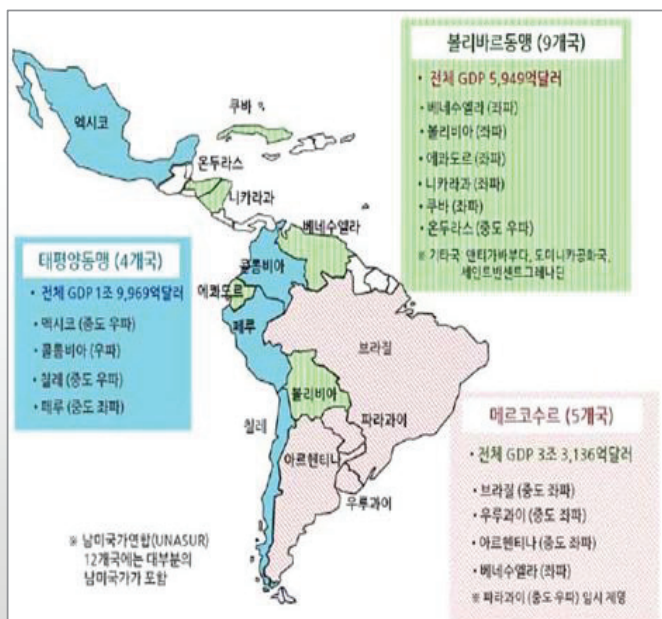 볼리바르동맹 (9개국)
• 전체 GDP 5,949억달러
• 베네수엘라 (좌파)
• 볼리비아 (좌파)
• 에콰도르 (좌파)
• 니카라과 (좌파)
• 쿠바 (좌파)
• 온두라스 (중도 우파)
※ 기타국: 앤티가바부다, 도미니카공화국,
세인트빈센트그레나딘
멕시코
쿠바
온두라스
니카라과
베네수엘라
콜롬비아
에콰도르
페루
브라질
볼리비아
칠레
파라과이
아르헨티나
우루과이
태평양동맹 (4개국)
• 전체 GDP 1조 9,969억달러
• 멕시코 (중도 우파)
• 콜롬비아 (우파)
• 칠레 (중도 우파)
• 페루 (중도 좌파)
메르코수르 (5개국)
• 전체 GDP 3조 3,136억달러
• 브라질 (중도 좌파)
• 우루과이 (중도 좌파)
• 아르헨티나 (중도 좌파)
• 베네수엘라 (좌파)
※ 파라과이 (중도 우파) 일시 제명
※ 남미국가연합(UNASUR)
12개국에는 대부분의
남미국가가 포함